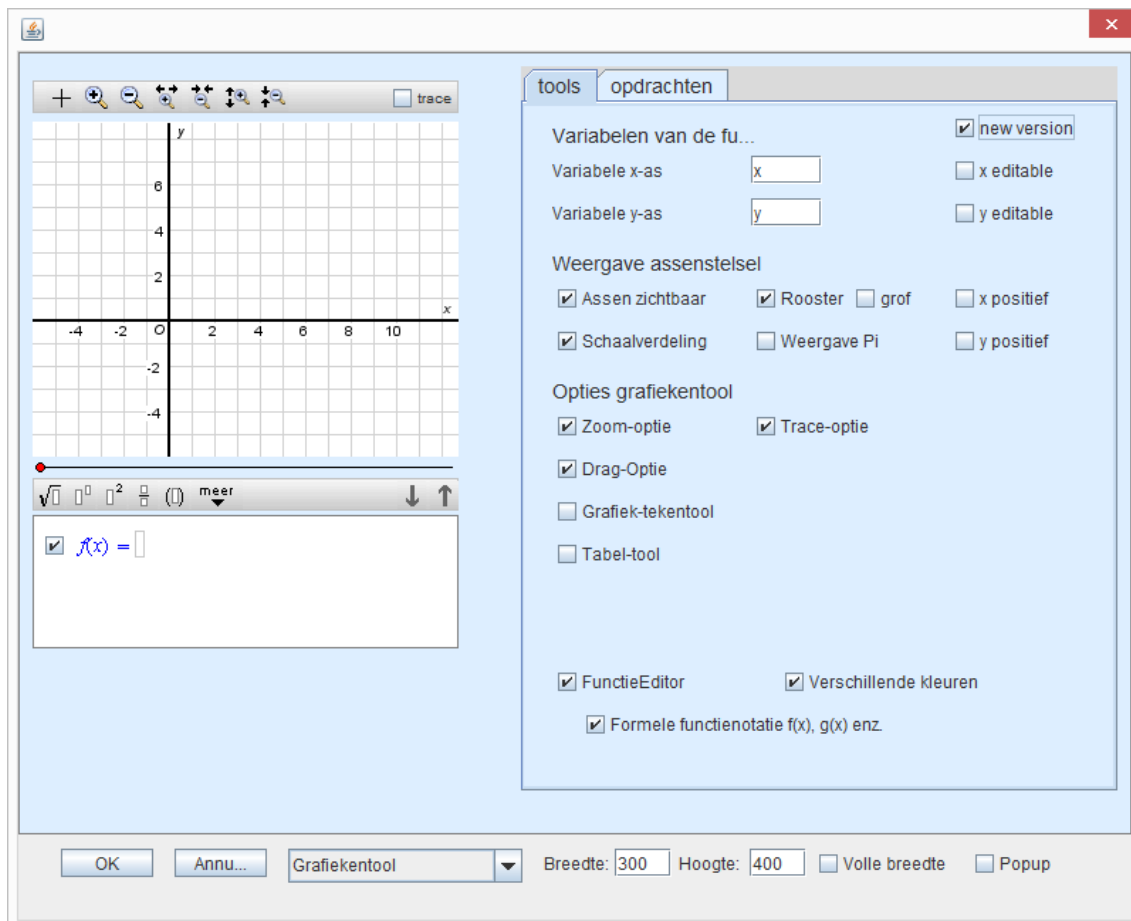 trace
y
6
4
2
x
-4 -2 O 2 4 6 8 10
-2
-4
meer
f(x) =
tools opdrachten
Variabelen van de fu... new version
Variabele x-as x x editable
Variabele y-as y y editable
Weergave assenstelsel
Assen zichtbaar Rooster grof x positief
Schaalverdeling Weergave Pi y positief
Opties grafiekentool
Zoom-optie Trace-optie
Drag-Optie
Grafiek-tekentool
Tabel-tool
FunctieEditor Verschillende kleuren
Formele functienotatie f(x), g(x) enz.
OK Annu... Grafiekentool Breedte: 300 Hoogte: 400 Volle breedte Popup